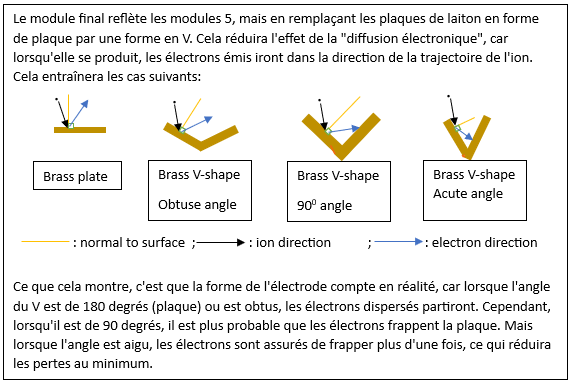 Le module final reflète les modules 5, mais en remplaçant les plaques de laiton en forme
de plaque par une forme en V. Cela réduira l'effet de la "diffusion électronique", car
lorsqu'elle se produit, les électrons émis iront dans la direction de la trajectoire de l'ion.
Cela entraînera les cas suivants:
Brass plate
Brass V-shape
Obtuse angle
Brass V-shape
90⁰ angle
Brass V-shape
Acute angle
: normal to surface ; : ion direction ; : electron direction
Ce que cela montre, c'est que la forme de l'électrode compte en réalité, car lorsque l'angle
du V est de 180 degrés (plaque) ou est obtus, les électrons dispersés partiront. Cependant,
lorsqu'il est de 90 degrés, il est plus probable que les électrons frappent la plaque. Mais
lorsque l'angle est aigu, les électrons sont assurés de frapper plus d'une fois, ce qui réduira
les pertes au minimum.